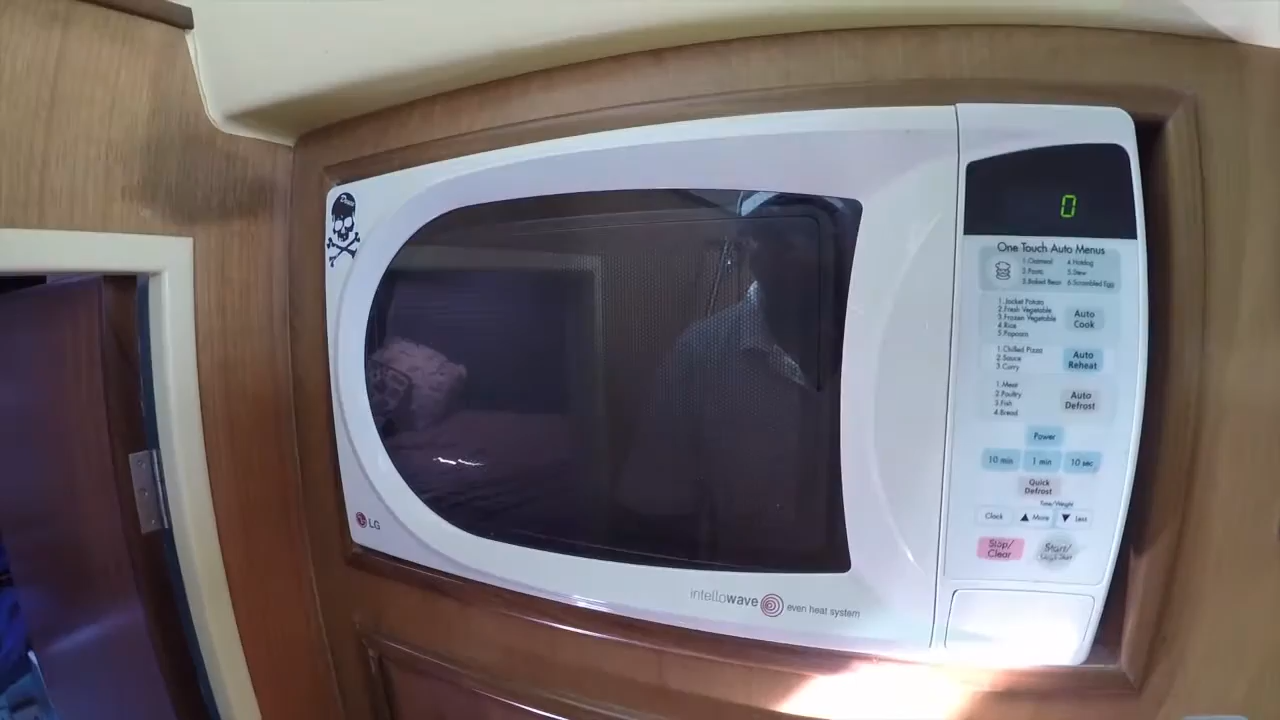 0
One Touch Auto Menus
1.Oatmeal 4.Hotdog
2.Pasta 5.Stew
3.Baked Bean 6.Scrambled Egg
1.Jacket Potato
2.Fresh Vegetable
3.Frozen Vegetable
4.Rice
5.Popcorn
Auto
Cook
1.Chilled Pizza
2.Sauce
3.Curry
Auto
Reheat
1.Meat
2.Poultry
3.Fish
4.Bread
Auto
Defrost
Power
10 min 1 min 10 sec
Quick
Defrost
Time/Weight
Clock ▲ More ▼ Less
Stop/
Clear
Start/
LG
intellowave even heat system